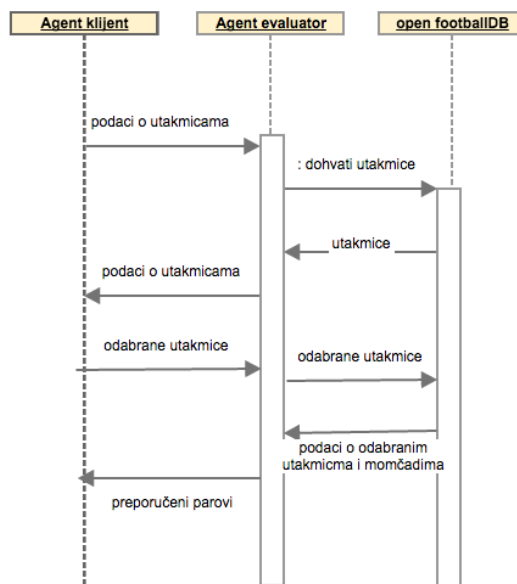 Agent klijent
Agent evaluator
open footballDB
podaci o utakmicama
: dohvati utakmice
utakmice
podaci o utakmicama
odabrane utakmice
odabrane utakmice
podaci o odabranim
utakmicma i momčadima
preporučeni parovi